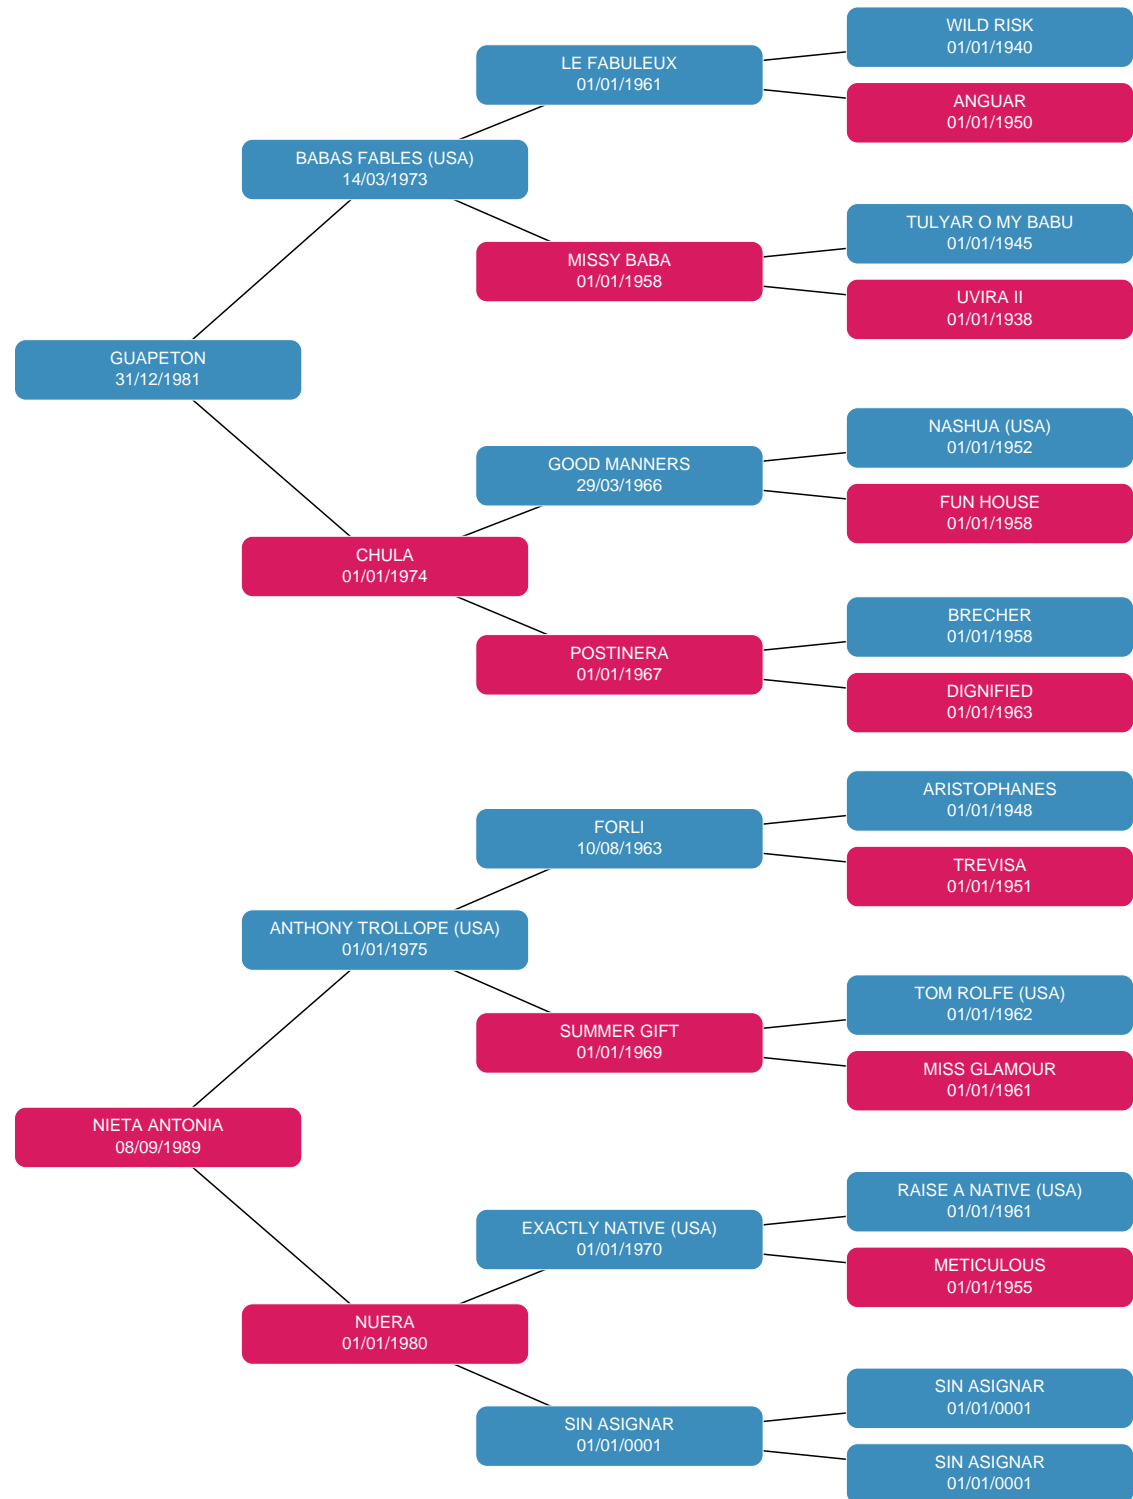 WILD RISK
01/01/1940
LE FABULEUX
01/01/1961
ANGUAR
01/01/1950
BABAS FABLES (USA)
14/03/1973
TULYAR O MY BABU
01/01/1945
MISSY BABA
01/01/1958
UVIRA II
01/01/1938
GUAPETON
31/12/1981
NASHUA (USA)
01/01/1952
GOOD MANNERS
29/03/1966
FUN HOUSE
01/01/1958
CHULA
01/01/1974
BRECHER
01/01/1958
POSTINERA
01/01/1967
DIGNIFIED
01/01/1963
ARISTOPHANES
01/01/1948
FORLI
10/08/1963
TREVISA
01/01/1951
ANTHONY TROLLOPE (USA)
01/01/1975
TOM ROLFE (USA)
01/01/1962
SUMMER GIFT
01/01/1969
MISS GLAMOUR
01/01/1961
NIETA ANTONIA
08/09/1989
RAISE A NATIVE (USA)
01/01/1961
EXACTLY NATIVE (USA)
01/01/1970
METICULOUS
01/01/1955
NUERA
01/01/1980
SIN ASIGNAR
01/01/0001
SIN ASIGNAR
01/01/0001
SIN ASIGNAR
01/01/0001